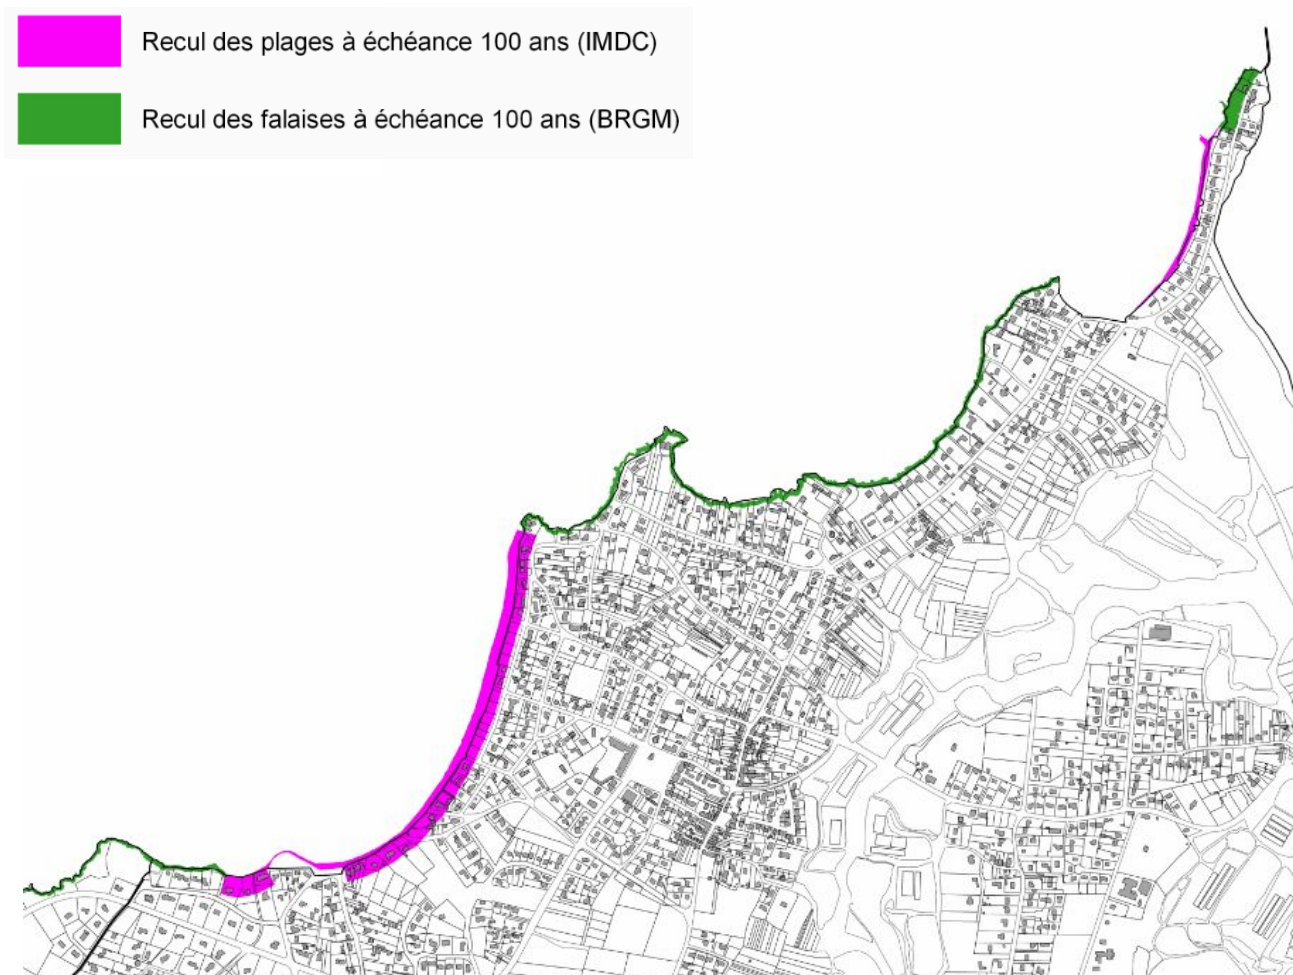 Recul des plages à échéance 100 ans (IMDC)
Recul des falaises à échéance 100 ans (BRGM)